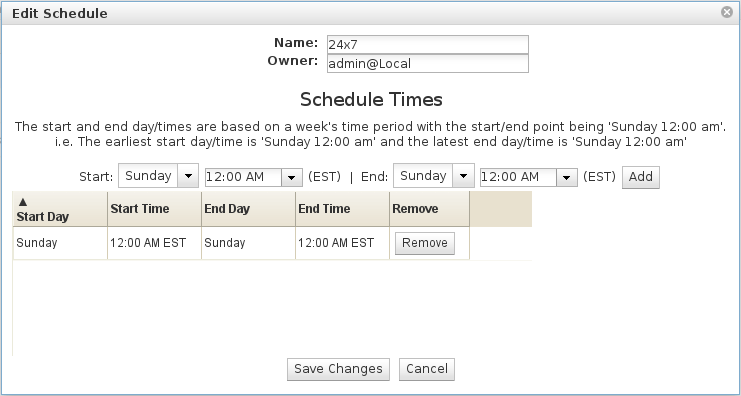 Edit Schedule
Name: 24x7
Owner: admin@Local
Schedule Times
The start and end day/times are based on a week's time period with the start/end point being 'Sunday 12:00 am'.
i.e. The earliest start day/time is 'Sunday 12:00 am' and the latest end day/time is 'Sunday 12:00 am'
Start: Sunday 12:00 AM (EST) | End: Sunday 12:00 AM (EST) Add
▲
Start Day Start Time End Day End Time Remove
Sunday 12:00 AM EST Sunday 12:00 AM EST Remove
Save Changes Cancel